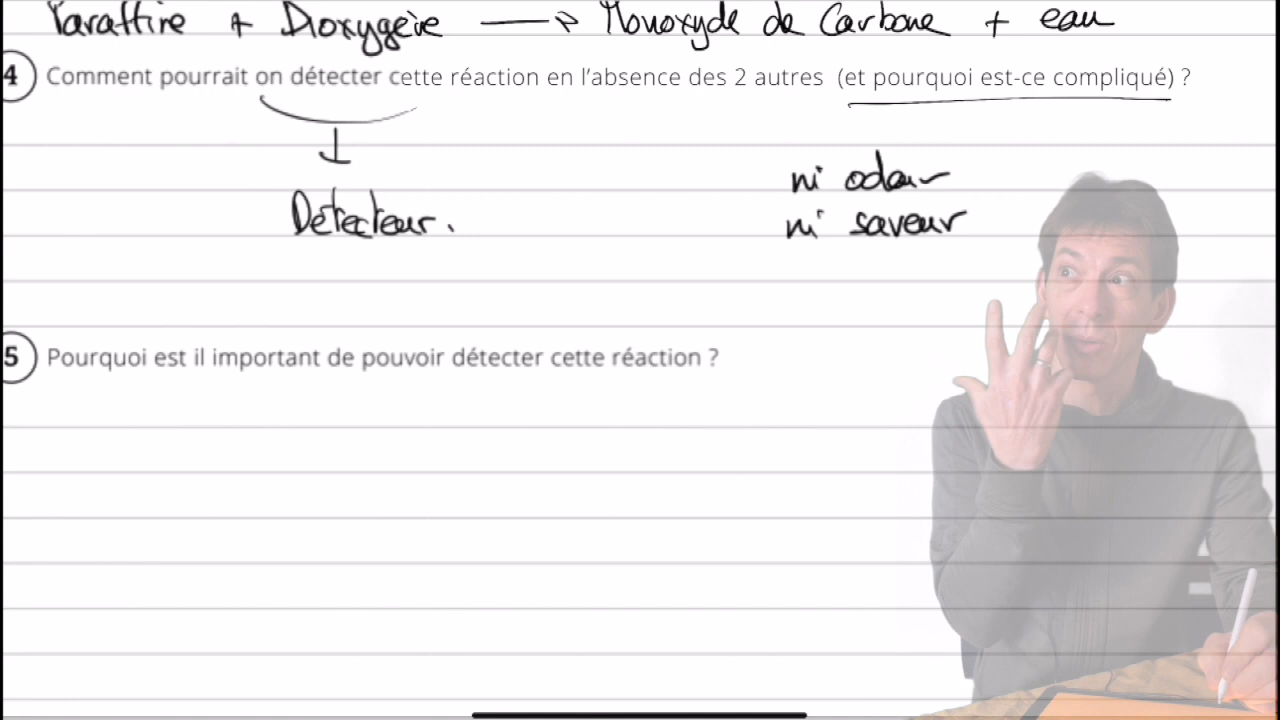 Paraffine + Dioxygène → Monoxyde de Carbone + eau
4 Comment pourrait on détecter cette réaction en l'absence des 2 autres (et pourquoi est-ce compliqué) ?
ni odeur
Détecteur.
ni saveur
5 Pourquoi est il important de pouvoir détecter cette réaction ?